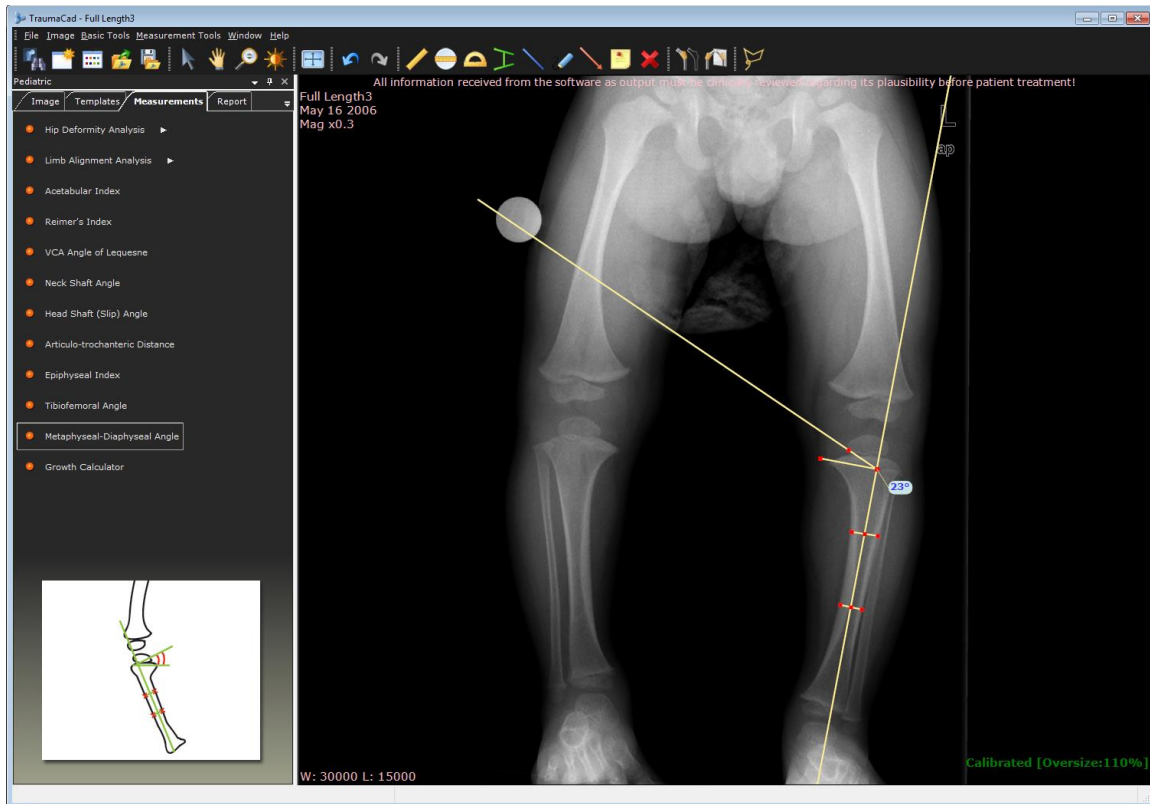 TraumaCad - Full Length3
File Image Basic Tools Measurement Tools Window Help
Pediatric
Image Templates Measurements Report
Hip Deformity Analysis
Limb Alignment Analysis
Acetabular Index
Reimer's Index
VCA Angle of Lequesne
Neck Shaft Angle
Head Shaft (Slip) Angle
Articulo-trochanteric Distance
Epiphyseal Index
Tibiofemoral Angle
Metaphyseal-Diaphyseal Angle
Growth Calculator
All information received from the software as output must be clinically reviewed regarding its plausibility before patient treatment!
Full Length3
May 16 2006
Mag x0.3
L
ap
23°
Calibrated [Oversize:110%]
W: 30000 L: 15000